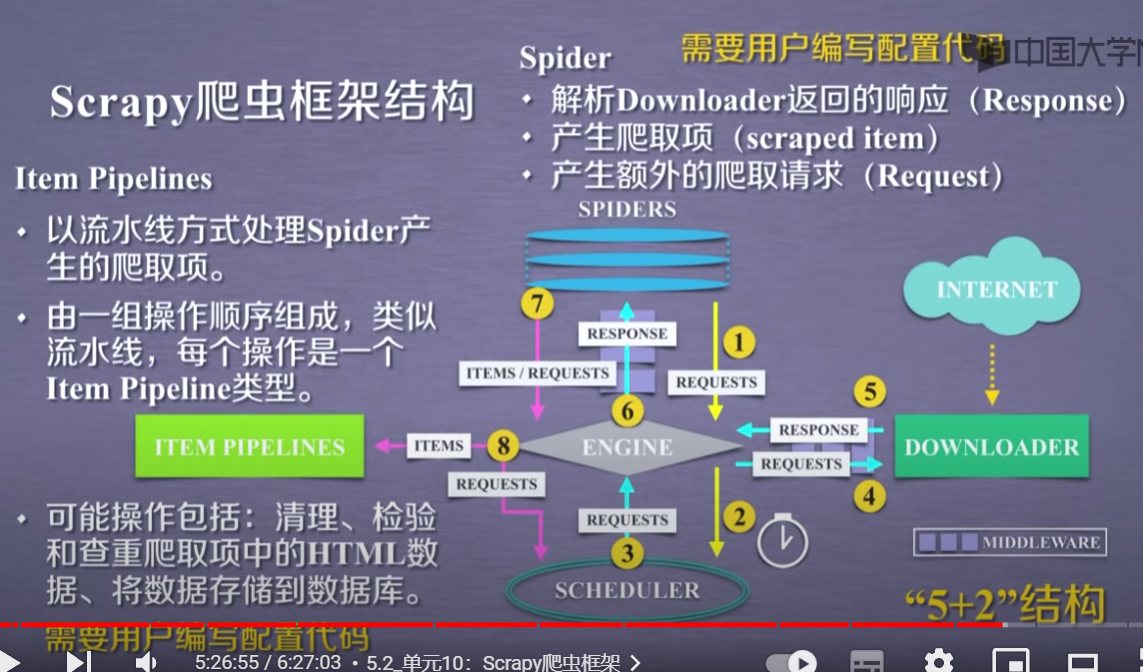 需要用户编写配置代码
中国大学
Scrapy爬虫框架结构
Spider
• 解析Downloader返回的响应（Response）
• 产生爬取项（scraped item）
• 产生额外的爬取请求（Request）
Item Pipelines
• 以流水线方式处理Spider产
生的爬取项。
• 由一组操作顺序组成，类似
流水线，每个操作是一个
Item Pipeline类型。
• 可能操作包括：清理、检验
和查重爬取项中的HTML数
据、将数据存储到数据库。
需要用户编写配置代码
SPIDERS
INTERNET
7
RESPONSE
1
ITEMS / REQUESTS
REQUESTS
6
5
ITEM PIPELINES
ITEMS
8
ENGINE
RESPONSE
REQUESTS
DOWNLOADER
REQUESTS
4
REQUESTS
2
3
SCHEDULER
MIDDLEWARE
“5+2”结构
5:26:55 / 6:27:03 • 5.2_单元10：Scrapy爬虫框架